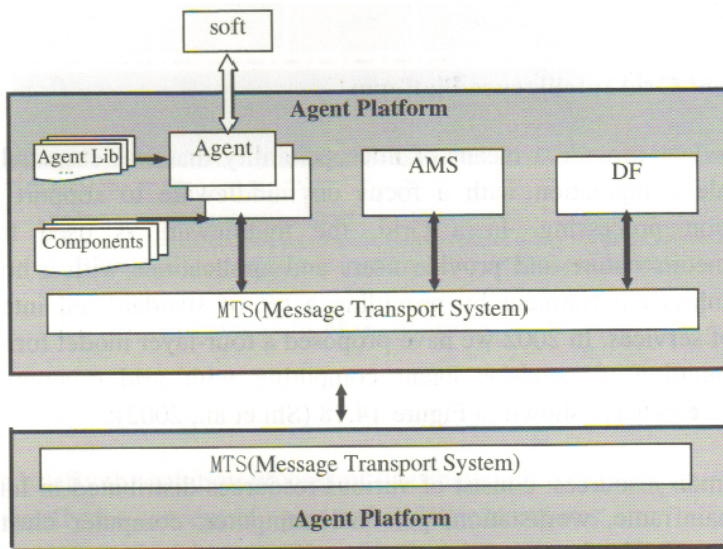 soft
Agent Platform
Agent Lib
...
Agent
AMS
DF
Components
MTS(Message Transport System)
MTS(Message Transport System)
Agent Platform